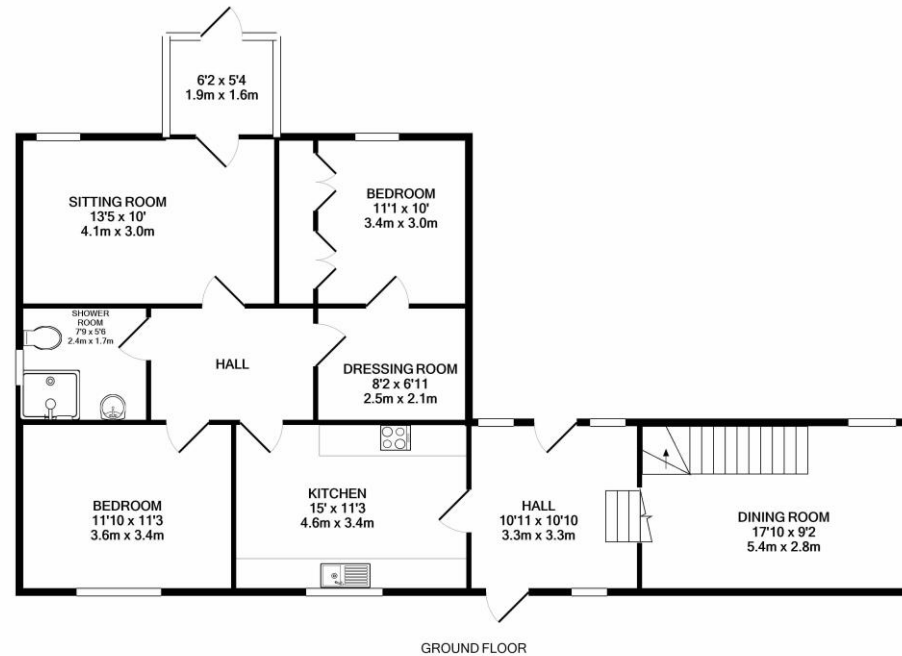 6'2 x 5'4
1.9m x 1.6m
SITTING ROOM
13'5 x 10'
4.1m x 3.0m
BEDROOM
11'1 x 10'
3.4m x 3.0m
SHOWER
ROOM
7'9 x 5'6
2.4m x 1.7m
HALL
DRESSING ROOM
8'2 x 6'11
2.5m x 2.1m
BEDROOM
11'10 x 11'3
3.6m x 3.4m
KITCHEN
15' x 11'3
4.6m x 3.4m
HALL
10'11 x 10'10
3.3m x 3.3m
DINING ROOM
17'10 x 9'2
5.4m x 2.8m
GROUND FLOOR